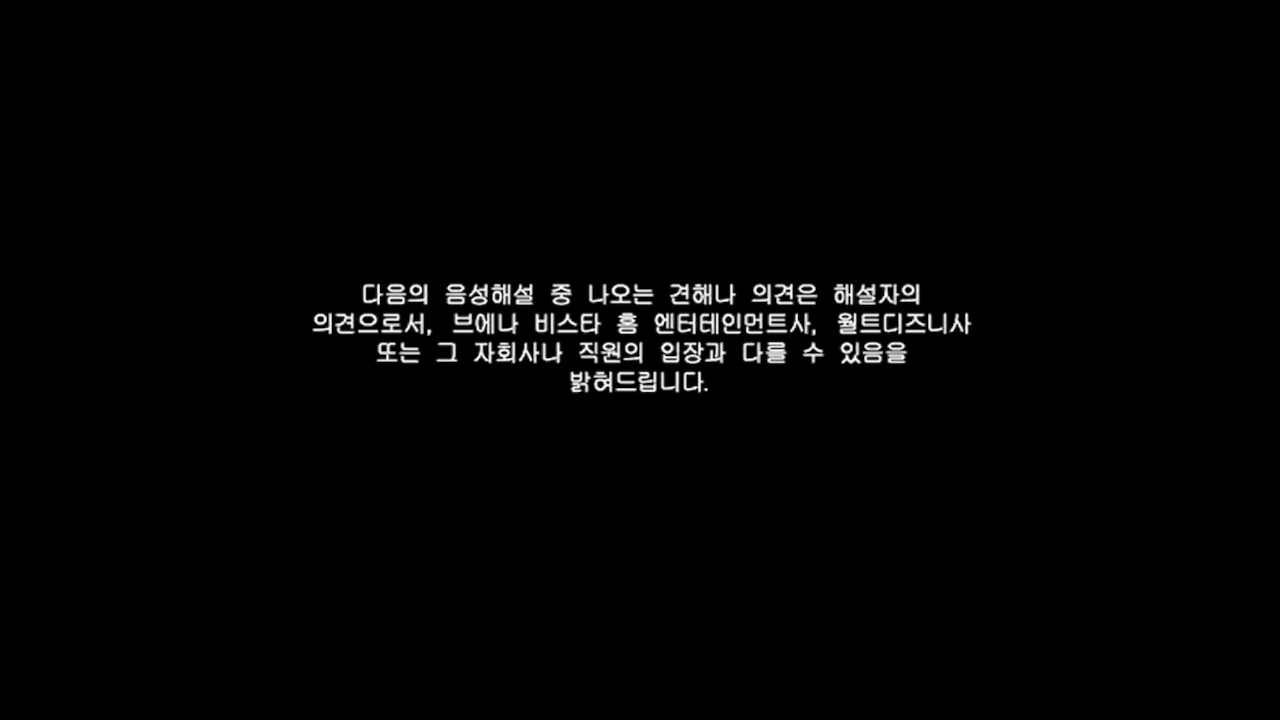 다음의 음성해설 중 나오는 견해나 의견은 해설자의
의견으로서, 브에나 비스타 홈 엔터테인먼트사, 월트디즈니사
또는 그 자회사나 직원의 입장과 다를 수 있음을
밝혀드립니다.